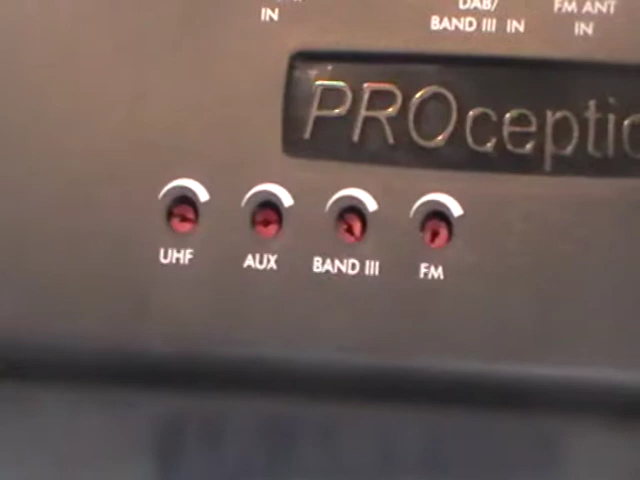 IN
DAB/
BAND III IN
FM ANT
IN
PROceptio
UHF
AUX
BAND III
FM